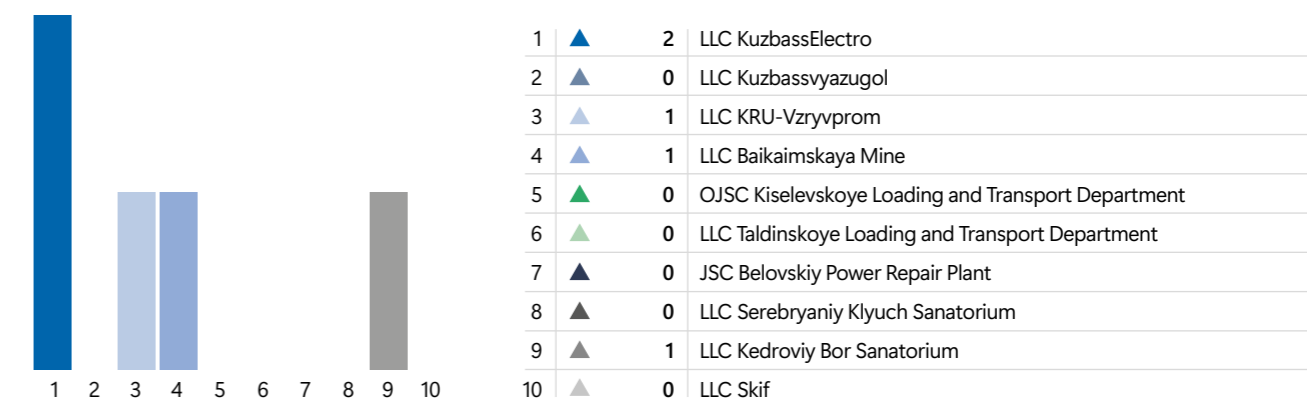 1 2 LLC KuzbassElectro
2 0 LLC Kuzbassvyazugol
3 1 LLC KRU-Vzryvprom
4 1 LLC Baikaimskaya Mine
5 0 OJSC Kiselevskoye Loading and Transport Department
6 0 LLC Taldinskoye Loading and Transport Department
7 0 JSC Belovskiy Power Repair Plant
8 0 LLC Serebryaniy Klyuch Sanatorium
9 1 LLC Kedroviy Bor Sanatorium
10 0 LLC Skif
1 2 3 4 5 6 7 8 9 10